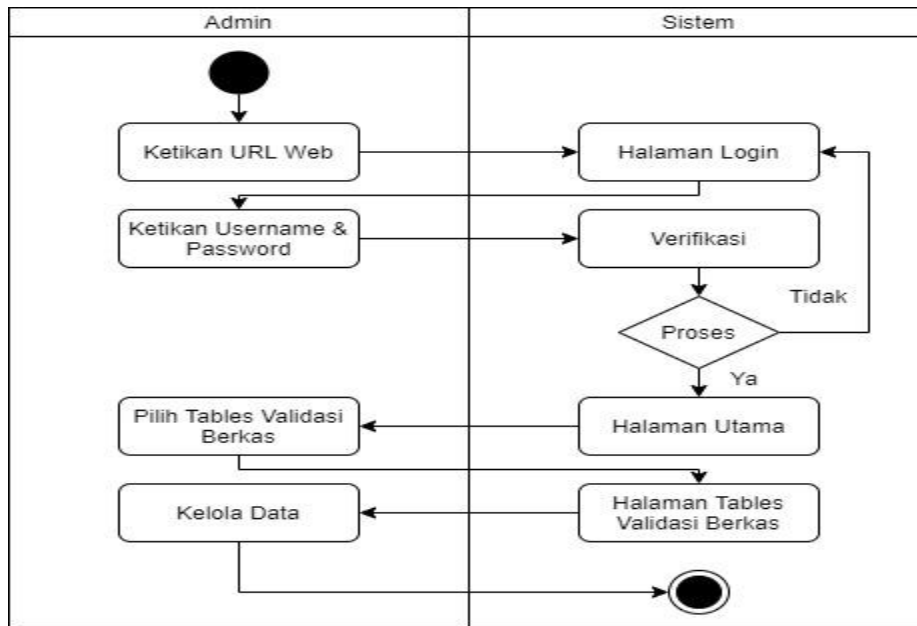 Admin
Sistem
Ketikan URL Web
Halaman Login
Ketikan Username &
Password
Verifikasi
Tidak
Proses
Ya
Pilih Tables Validasi
Berkas
Halaman Utama
Kelola Data
Halaman Tables
Validasi Berkas